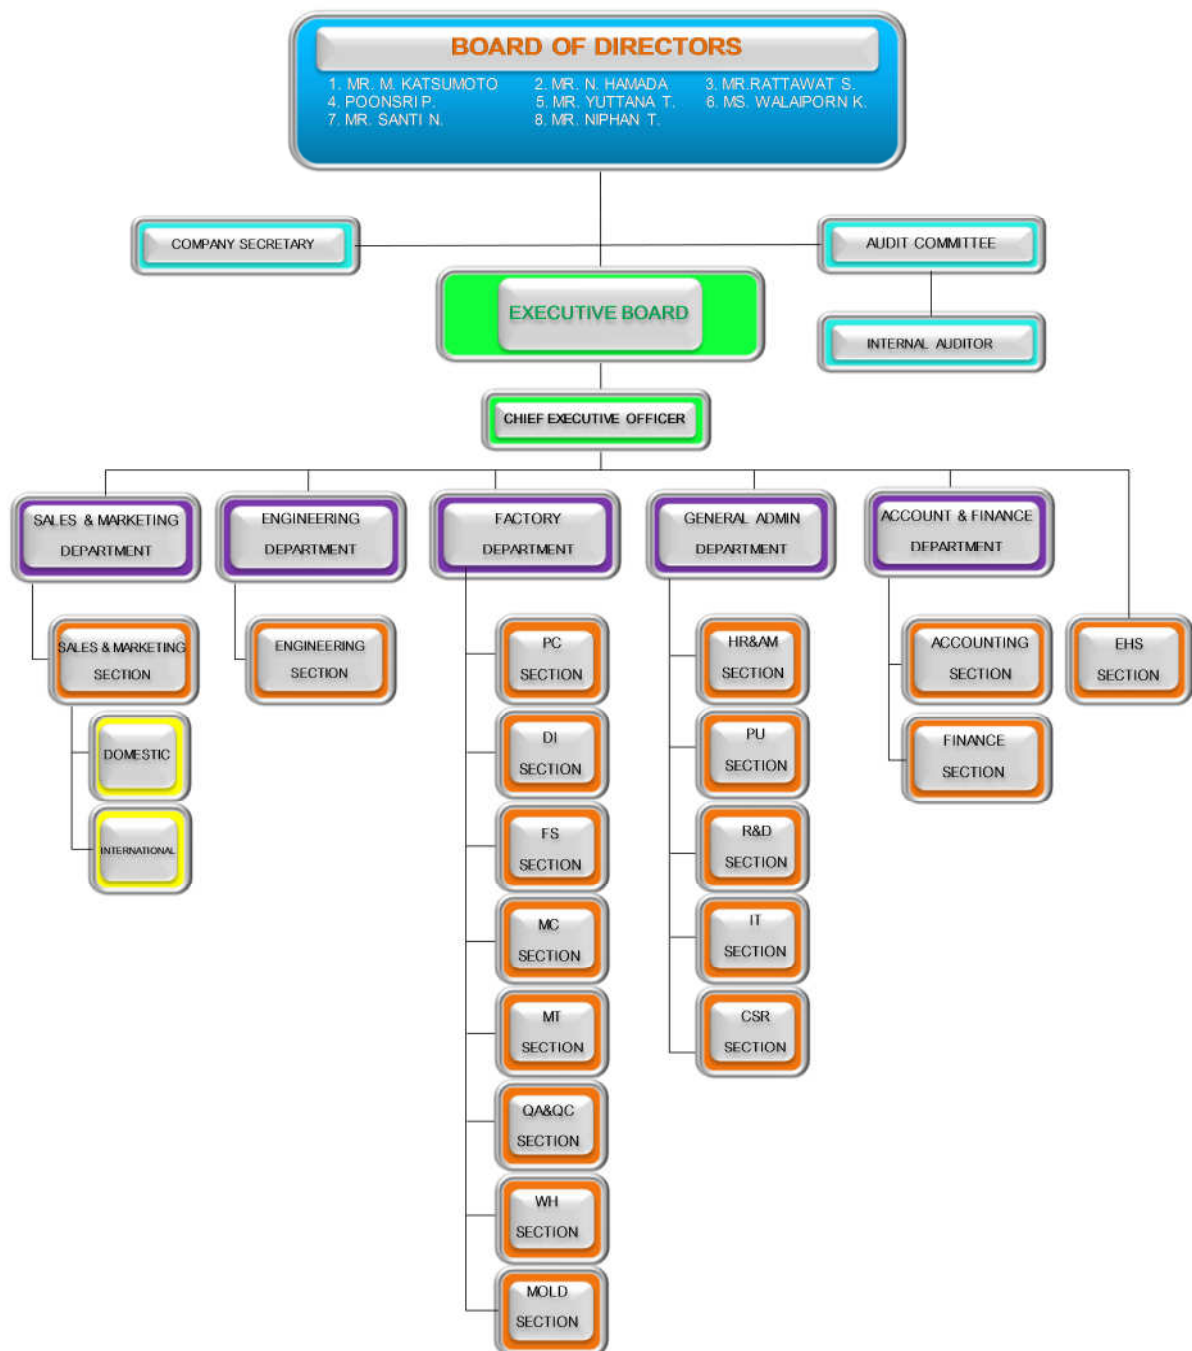 BOARD OF DIRECTORS
1. MR. M. KATSUMOTO 2. MR. N. HAMADA 3. MR.RATTAWAT S.
4. POONSRI P. 5. MR. YUTTANA T. 6. MS. WALAIPORN K.
7. MR. SANTI N. 8. MR. NIPHAN T.
COMPANY SECRETARY
AUDIT COMMITTEE
EXECUTIVE BOARD
INTERNAL AUDITOR
CHIEF EXECUTIVE OFFICER
SALES & MARKETING
DEPARTMENT
ENGINEERING
DEPARTMENT
FACTORY
DEPARTMENT
GENERAL ADMIN
DEPARTMENT
ACCOUNT & FINANCE
DEPARTMENT
SALES & MARKETING
SECTION
DOMESTIC
INTERNATIONAL
ENGINEERING
SECTION
PC
SECTION
DI
SECTION
FS
SECTION
MC
SECTION
MT
SECTION
QA&QC
SECTION
WH
SECTION
MOLD
SECTION
HR&AM
SECTION
PU
SECTION
R&D
SECTION
IT
SECTION
CSR
SECTION
ACCOUNTING
SECTION
FINANCE
SECTION
EHS
SECTION